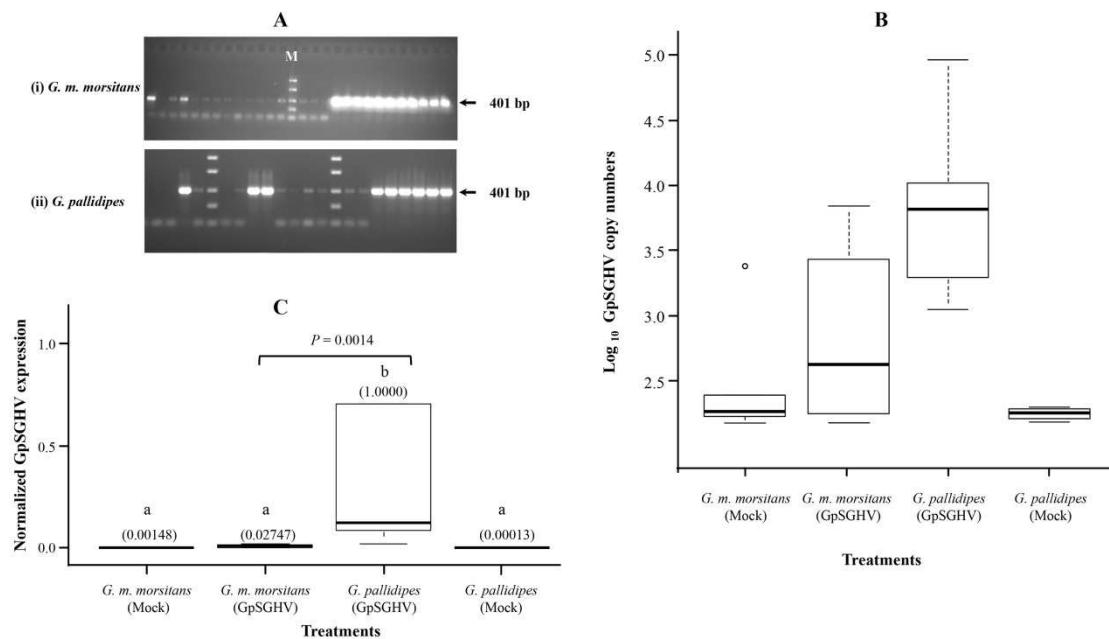 A
M
(i) G. m. morsitans
401 bp
(ii) G. pallidipes
401 bp
B
Log 10 GpSGHV copy numbers
5.0
4.5
4.0
3.5
3.0
2.5
G. m. morsitans
(Mock)
G. m. morsitans
(GpSGHV)
G. pallidipes
(GpSGHV)
G. pallidipes
(Mock)
Treatments
C
Normalized GpSGHV expression
1.0
0.5
0.0
P = 0.0014
a
(0.00148)
a
(0.02747)
b
(1.0000)
a
(0.00013)
G. m. morsitans
(Mock)
G. m. morsitans
(GpSGHV)
G. pallidipes
(GpSGHV)
G. pallidipes
(Mock)
Treatments